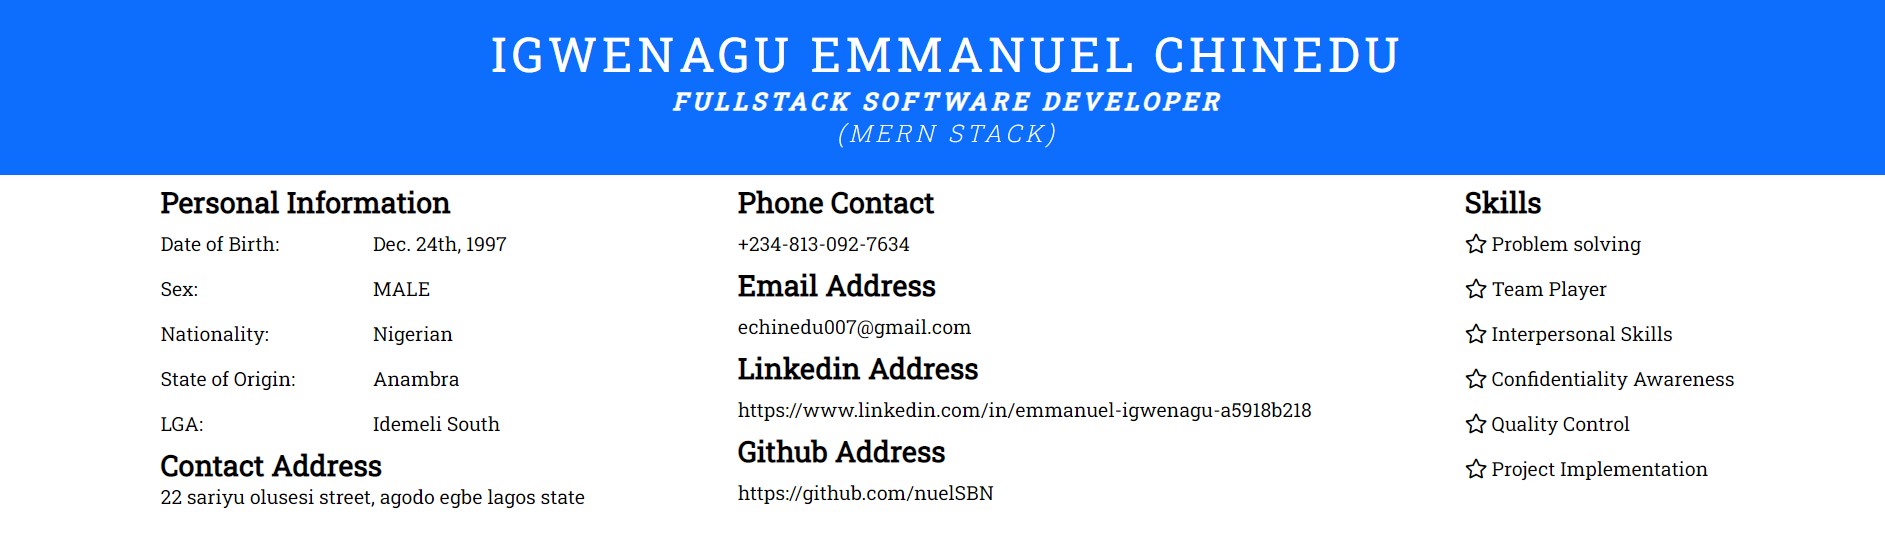 IGWENAGU EMMANUEL CHINEDU
FULLSTACK SOFTWARE DEVELOPER
(MERN STACK)
Personal Information
Date of Birth: Dec. 24th, 1997
Sex: MALE
Nationality: Nigerian
State of Origin: Anambra
LGA: Idemeli South
Contact Address
22 sariyu olusesi street, agodo egbe lagos state
Phone Contact
+234-813-092-7634
Email Address
echinedu007@gmail.com
Linkedin Address
https://www.linkedin.com/in/emmanuel-igwenagu-a5918b218
Github Address
https://github.com/nuelSBN
Skills
Problem solving
Team Player
Interpersonal Skills
Confidentiality Awareness
Quality Control
Project Implementation